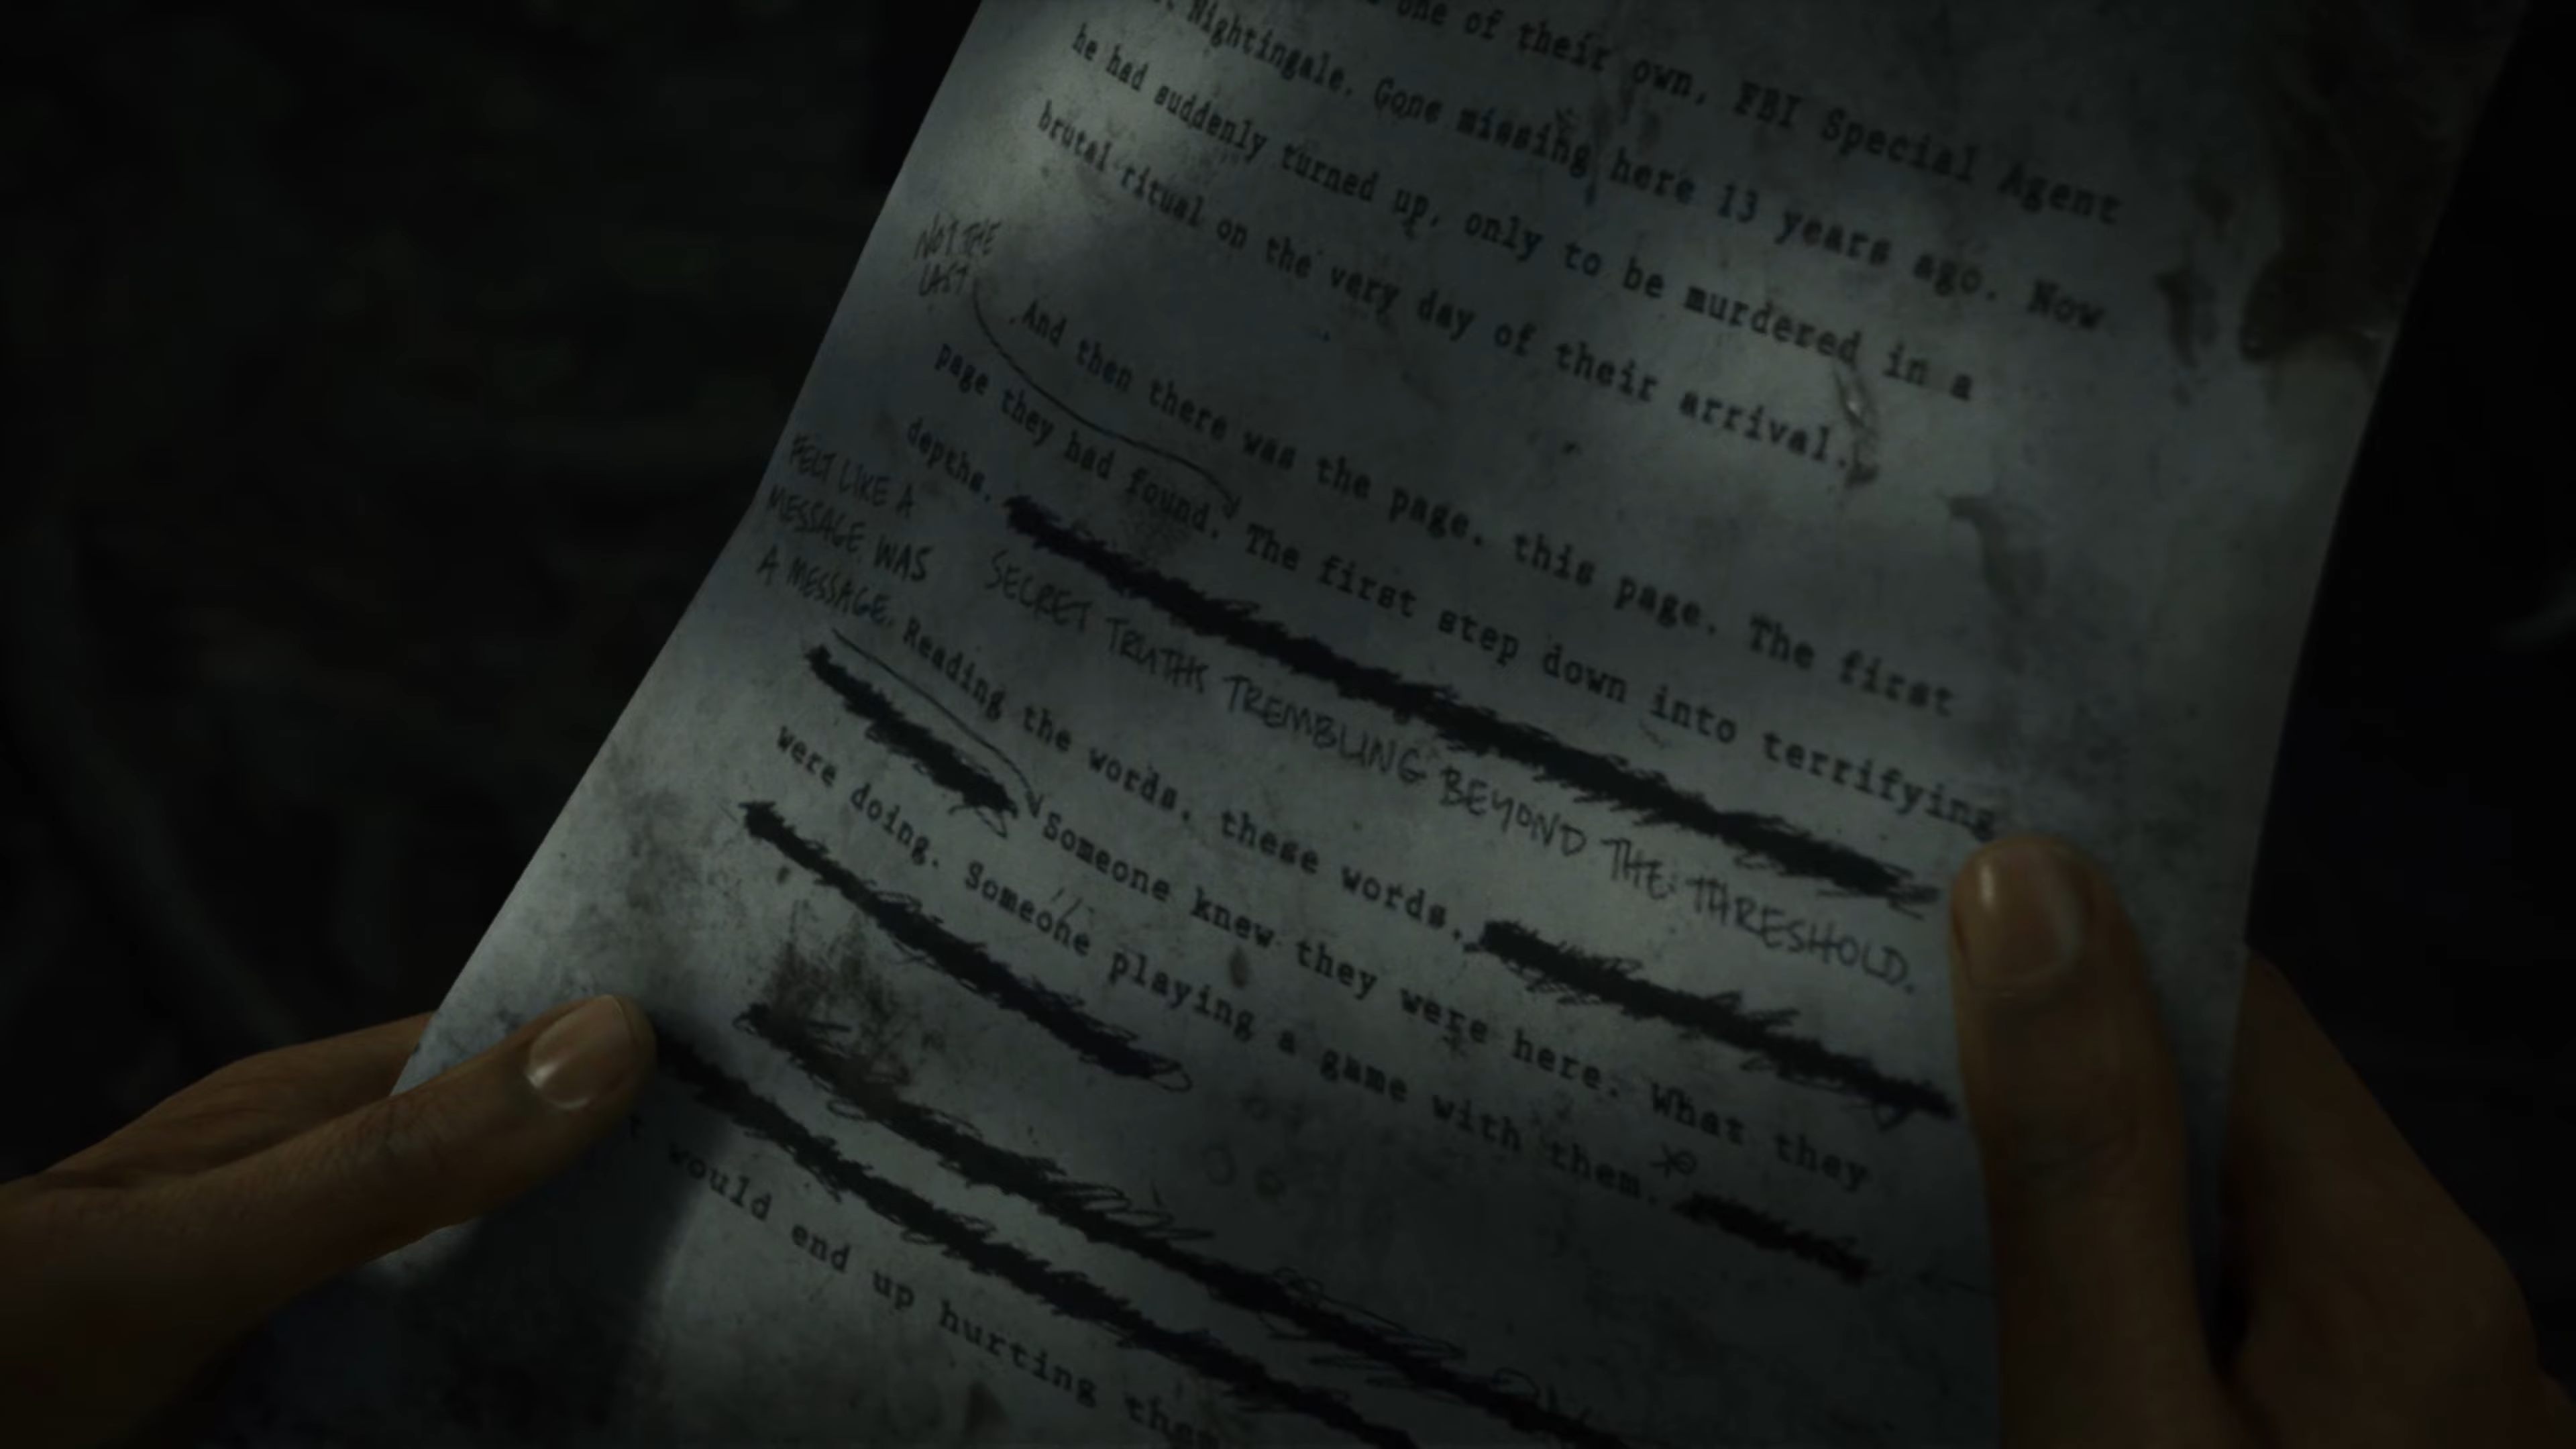 one of their own, FBI Special Agent
Nightingale. Gone missing here 13 years ago. Now
he had suddenly turned up, only to be murdered in a
brutal ritual on the very day of their arrival.
NOT THE
LAST
And then there was the page, this page. The first
page they had found. The first step down into terrifying
depths.
SECRET TRUTHS TREMBLING BEYOND THE THRESHOLD.
FELT LIKE A
MESSAGE. WAS
A MESSAGE.
Reading the words, these words,
Someone knew they were here. What they
were doing. Someone playing a game with them.
would end up hurting